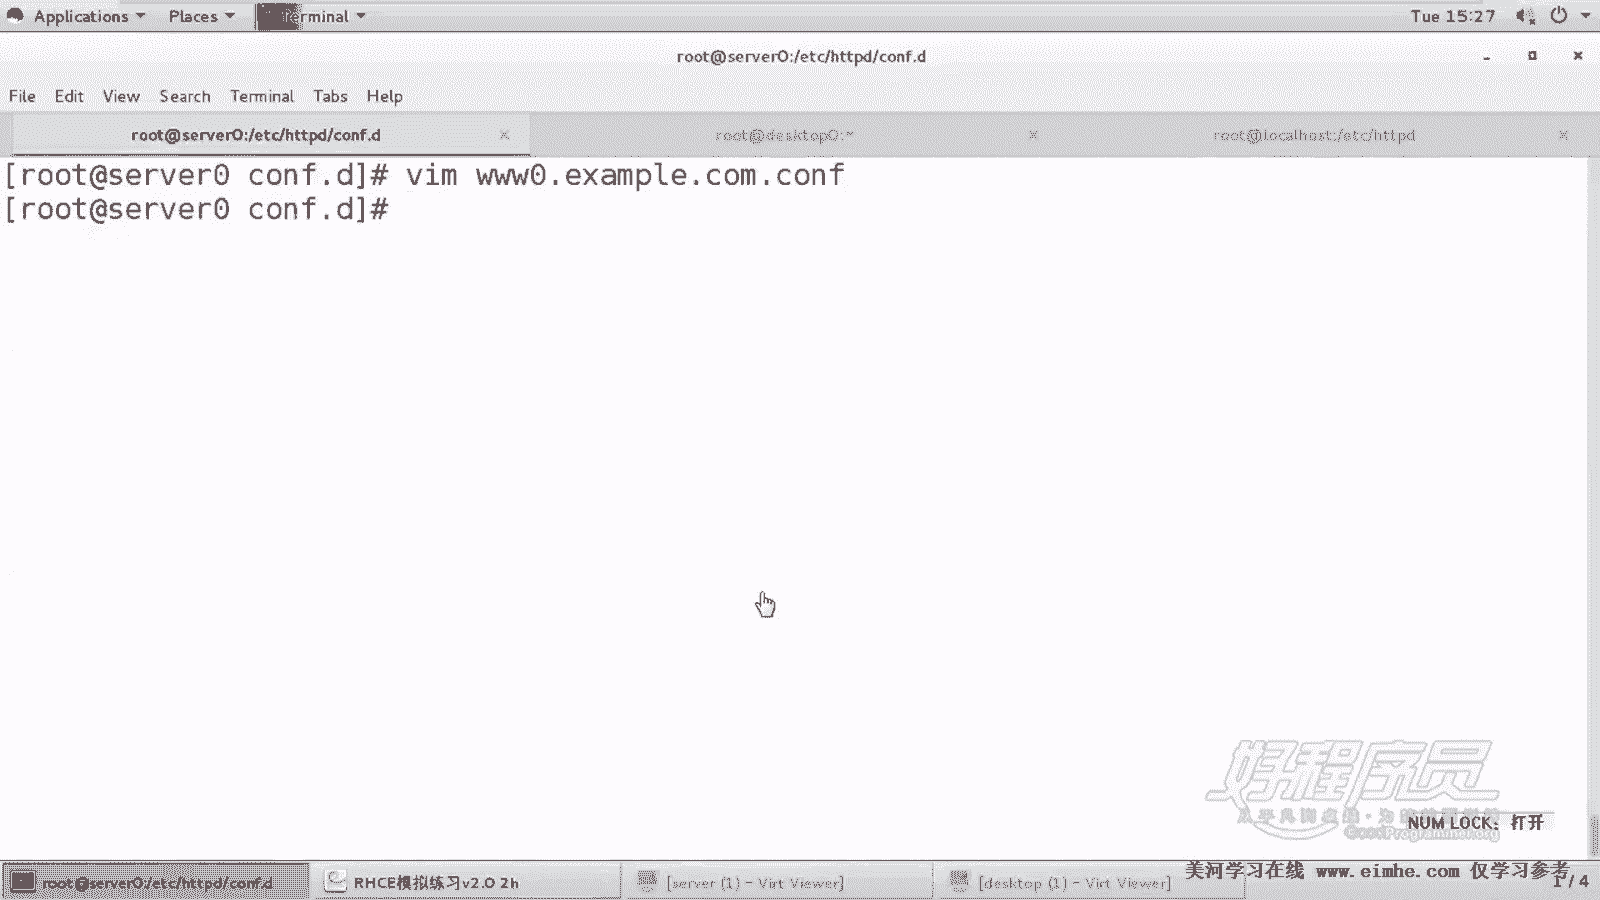 Applications Places Terminal Tue 15:27
root@server0:/etc/httpd/conf.d
File Edit View Search Terminal Tabs Help
root@server0:/etc/httpd/conf.d root@desktop0:~ root@localhost:/etc/httpd
[root@server0 conf.d]# vim www0.example.com.conf
[root@server0 conf.d]#
好程序员
NUM LOCK: 打开
GoodProgrammer.org
美河学习在线 www.eimhe.com 仅学习参考
root@server0:/etc/httpd/conf.d RHCE模拟练习v2.0 2h [server (1) – Virt Viewer] [desktop (1) – Virt Viewer] 1 / 4